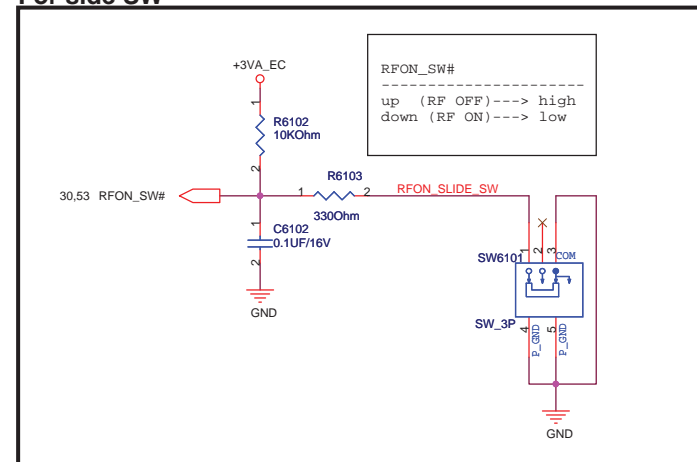 +3VA_EC
RFON_SW#
-----------------------
up (RF OFF)---> high
down (RF ON)---> low
1
R6102
10KOhm
2
R6103
30,53 RFON_SW#
1
2
RFON_SLIDE_SW
330Ohm
1
C6102
0.1UF/16V
2
GND
SW6101
1
2
3
COM
SW_3P
4
P_GND
5
P_GND
GND